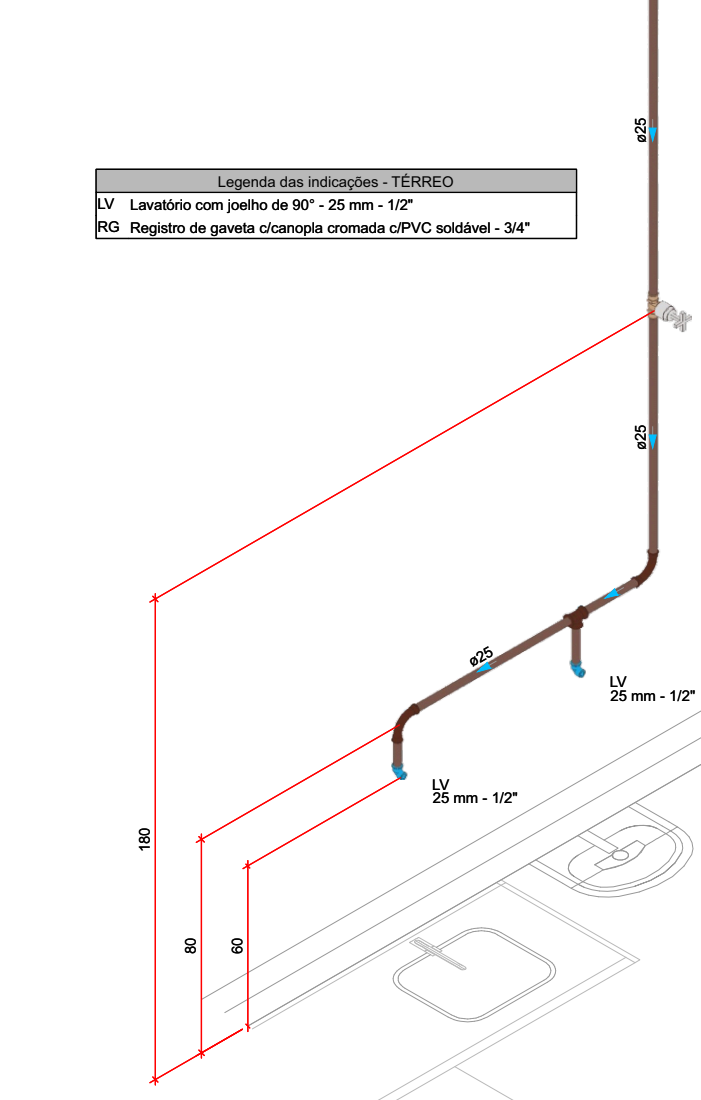 ø25
Legenda das indicações - TÉRREO
LV Lavatório com joelho de 90° - 25 mm - 1/2"
RG Registro de gaveta c/canopla cromada c/PVC soldável - 3/4"
ø25
ø25
LV
25 mm - 1/2"
LV
25 mm - 1/2"
180
80
60